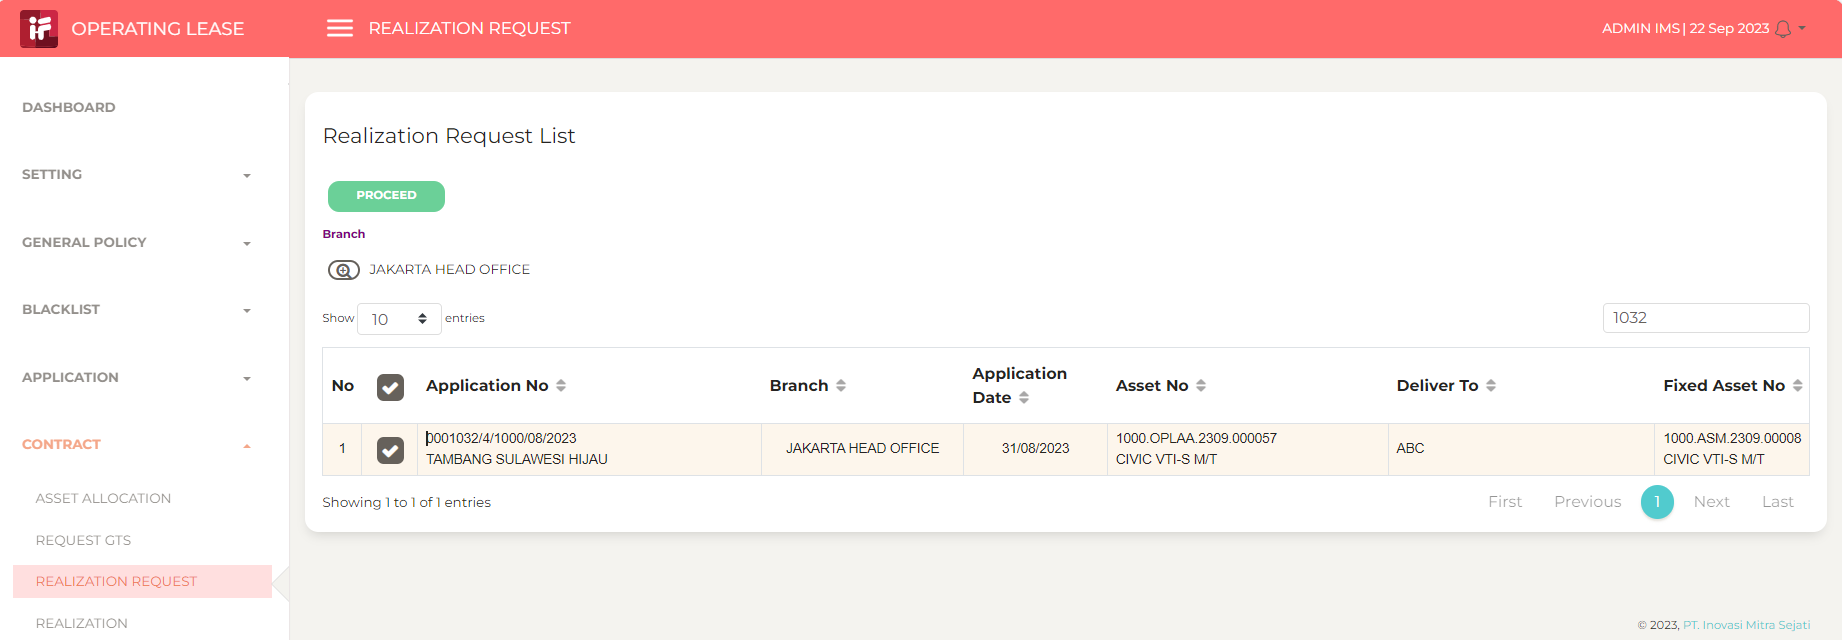 iF OPERATING LEASE
REALIZATION REQUEST
ADMIN IMS | 22 Sep 2023
DASHBOARD
SETTING
GENERAL POLICY
BLACKLIST
APPLICATION
CONTRACT
ASSET ALLOCATION
REQUEST GTS
REALIZATION REQUEST
REALIZATION
Realization Request List
PROCEED
Branch
JAKARTA HEAD OFFICE
Show 10 entries
1032
No Application No Branch Application Date Asset No Deliver To Fixed Asset No
1 0001032/4/1000/08/2023 JAKARTA HEAD OFFICE 31/08/2023 1000.OPLAA.2309.000057 ABC 1000.ASM.2309.00008
TAMBANG SULAWESI HIJAU CIVIC VTI-S M/T CIVIC VTI-S M/T
Showing 1 to 1 of 1 entries
First Previous 1 Next Last
© 2023, PT. Inovasi Mitra Sejati